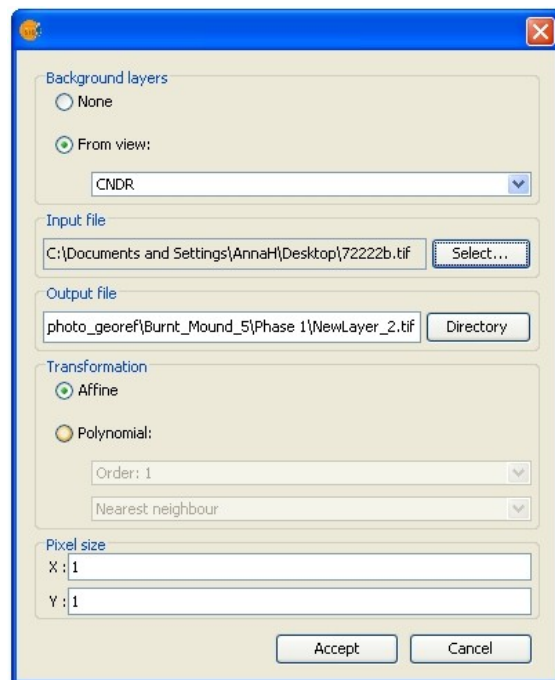 Background layers
None
From view:
CNDR
Input file
C:\Documents and Settings\AnnaH\Desktop\72222b.tif Select...
Output file
photo_georef\Burnt_Mound_5\Phase 1\NewLayer_2.tif Directory
Transformation
Affine
Polynomial:
Order: 1
Nearest neighbour
Pixel size
X : 1
Y : 1
Accept Cancel